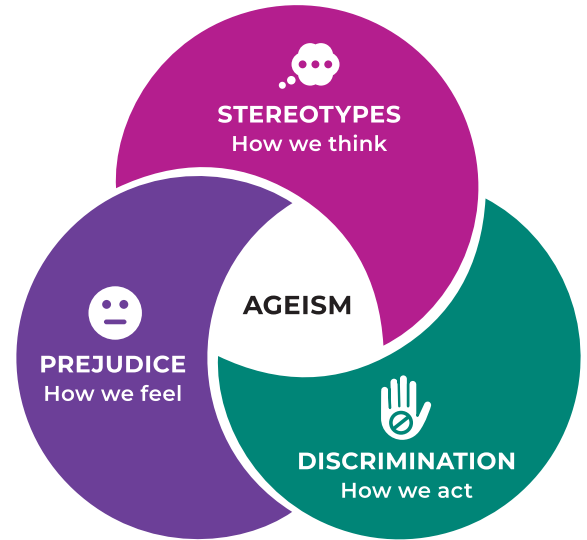 STEREOTYPES
How we think
AGEISM
PREJUDICE
How we feel
DISCRIMINATION
How we act